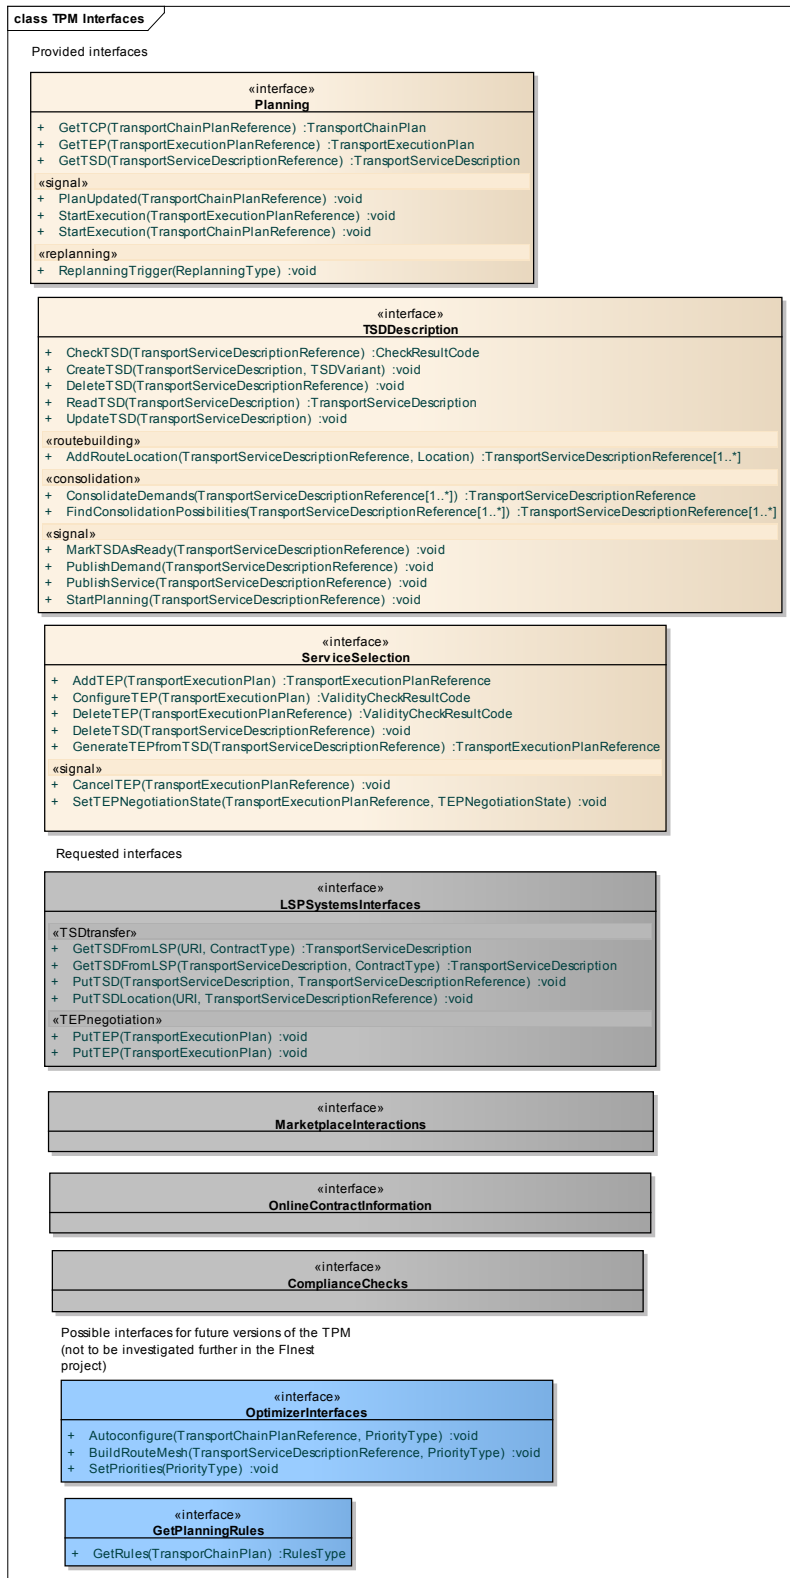 class TPM Interfaces
Provided interfaces
«interface»
Planning
+ GetTCP(TransportChainPlanReference) :TransportChainPlan
+ GetTEP(TransportExecutionPlanReference) :TransportExecutionPlan
+ GetTSD(TransportServiceDescriptionReference) :TransportServiceDescription
«signal»
+ PlanUpdated(TransportChainPlanReference) :void
+ StartExecution(TransportExecutionPlanReference) :void
+ StartExecution(TransportChainPlanReference) :void
«replanning»
+ ReplanningTrigger(ReplanningType) :void
«interface»
TSDDescription
+ CheckTSD(TransportServiceDescriptionReference) :CheckResultCode
+ CreateTSD(TransportServiceDescription, TSDVariant) :void
+ DeleteTSD(TransportServiceDescriptionReference) :void
+ ReadTSD(TransportServiceDescription) :TransportServiceDescription
+ UpdateTSD(TransportServiceDescription) :void
«routebuilding»
+ AddRouteLocation(TransportServiceDescriptionReference, Location) :TransportServiceDescriptionReference[1..*]
«consolidation»
+ ConsolidateDemands(TransportServiceDescriptionReference[1..*]) :TransportServiceDescriptionReference
+ FindConsolidationPossibilities(TransportServiceDescriptionReference[1..*]) :TransportServiceDescriptionReference[1..*]
«signal»
+ MarkTSDAsReady(TransportServiceDescriptionReference) :void
+ PublishDemand(TransportServiceDescriptionReference) :void
+ PublishService(TransportServiceDescriptionReference) :void
+ StartPlanning(TransportServiceDescriptionReference) :void
«interface»
ServiceSelection
+ AddTEP(TransportExecutionPlan) :TransportExecutionPlanReference
+ ConfigureTEP(TransportExecutionPlan) :ValidityCheckResultCode
+ DeleteTEP(TransportExecutionPlanReference) :ValidityCheckResultCode
+ DeleteTSD(TransportServiceDescriptionReference) :void
+ GenerateTEPfromTSD(TransportServiceDescriptionReference) :TransportExecutionPlanReference
«signal»
+ CancelTEP(TransportExecutionPlanReference) :void
+ SetTEPNegotiationState(TransportExecutionPlanReference, TEPNegotiationState) :void
Requested interfaces
«interface»
LSPSystemsInterfaces
«TSDtransfer»
+ GetTSDFromLSP(URI, ContractType) :TransportServiceDescription
+ GetTSDFromLSP(TransportServiceDescription, ContractType) :TransportServiceDescription
+ PutTSD(TransportServiceDescription, TransportServiceDescriptionReference) :void
+ PutTSDLocation(URI, TransportServiceDescriptionReference) :void
«TEPnegotiation»
+ PutTEP(TransportExecutionPlan) :void
+ PutTEP(TransportExecutionPlan) :void
«interface»
MarketplaceInteractions
«interface»
OnlineContractInformation
«interface»
ComplianceChecks
Possible interfaces for future versions of the TPM
(not to be investigated further in the FInest
project)
«interface»
OptimizerInterfaces
+ Autoconfigure(TransportChainPlanReference, PriorityType) :void
+ BuildRouteMesh(TransportServiceDescriptionReference, PriorityType) :void
+ SetPriorities(PriorityType) :void
«interface»
GetPlanningRules
+ GetRules(TransporChainPlan) :RulesType